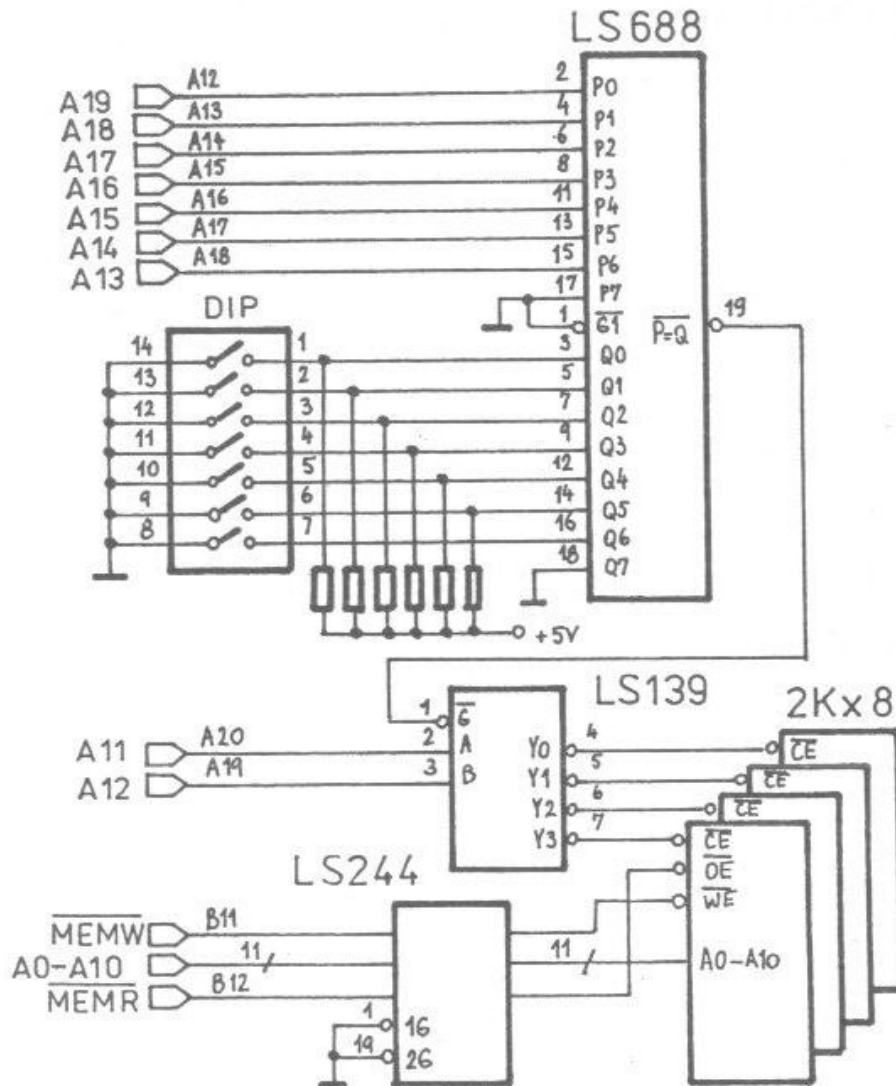 LS688
A19 A12 2 P0
A18 A13 4 P1
A17 A14 6 P2
A16 A15 8 P3
A15 A16 11 P4
A14 A17 13 P5
A13 A18 15 P6
17 P7
DIP
1 G1 P=Q 19
14 1 3 Q0
13 2 5 Q1
12 3 7 Q2
11 4 9 Q3
10 5 12 Q4
9 6 14 Q5
8 7 16 Q6
18 Q7
+5V
LS139
2Kx8
1 G
A11 A20 2 A Y0 4 CE
A12 A19 3 B Y1 5 CE
Y2 6 CE
Y3 7 CE
OE
LS244
WE
MEMW B11
A0-A10 11 11 A0-A10
MEMR B12
1 1G
19 2G